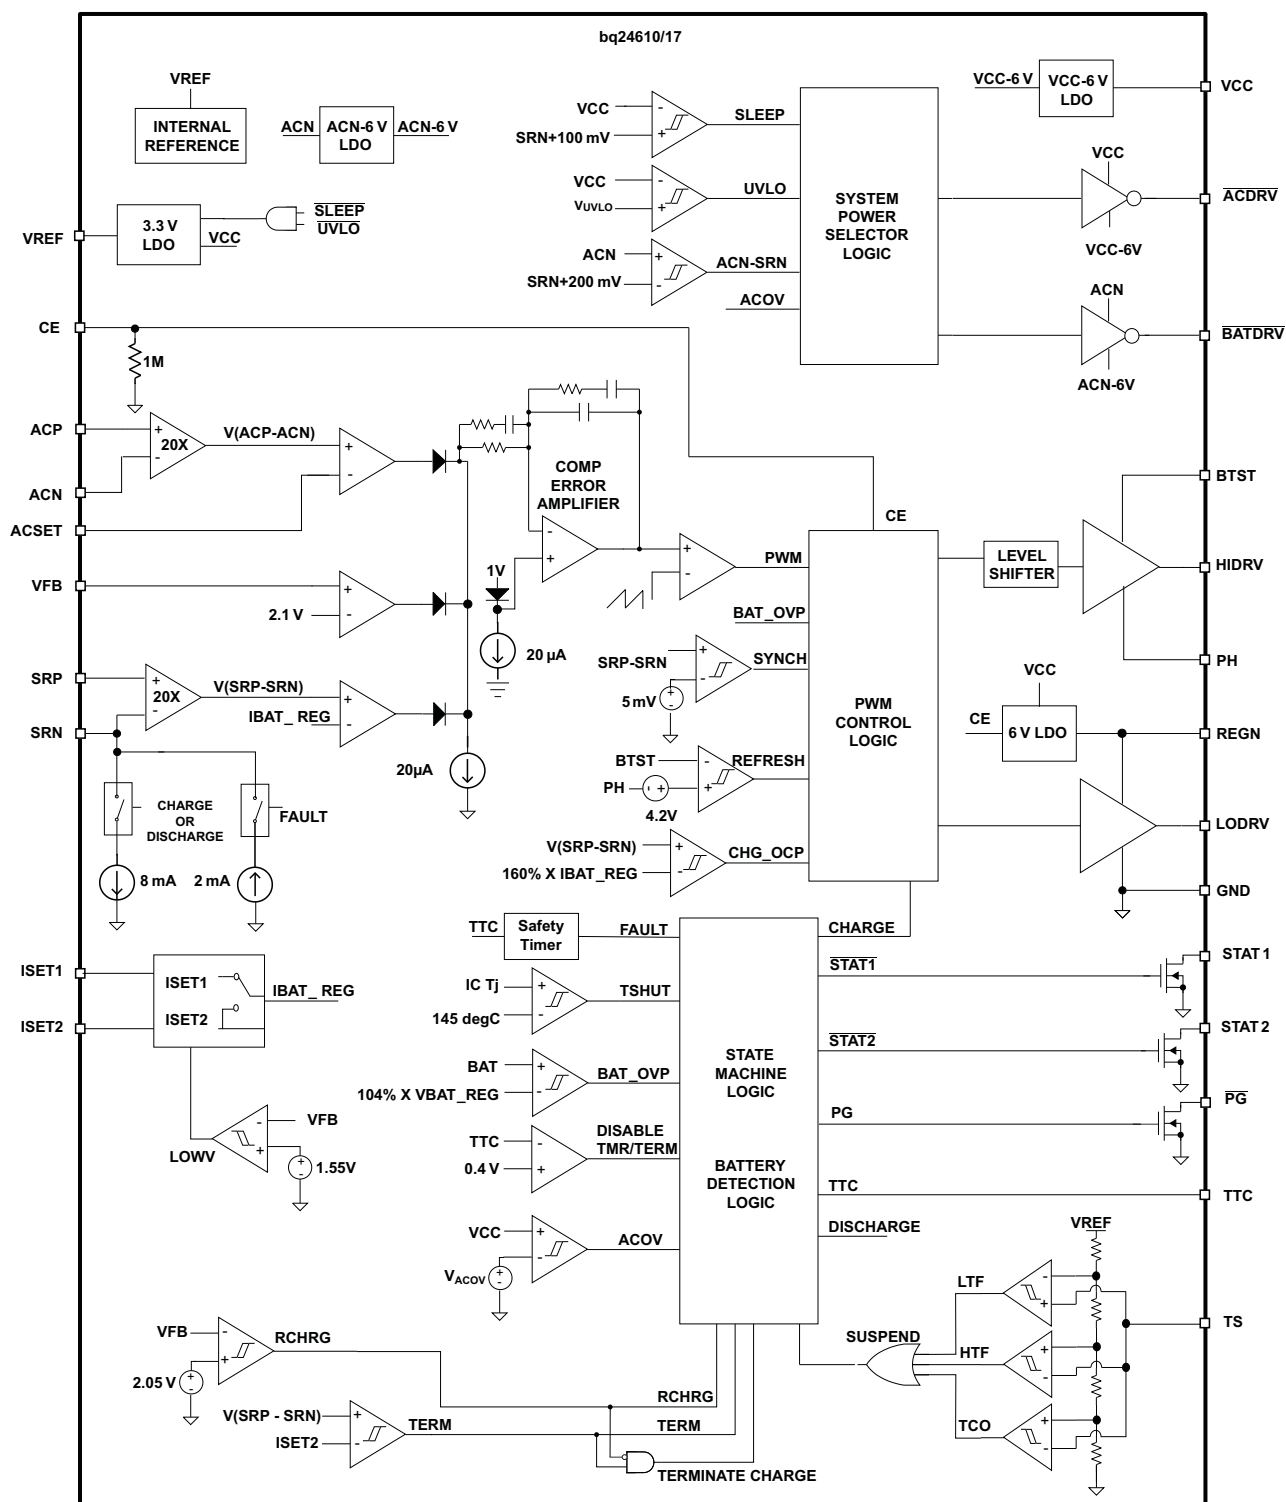 bq24610/17
VREF
INTERNAL
REFERENCE
ACN
ACN-6 V
LDO
ACN-6 V
VCC
SRN+100 mV
SLEEP
VCC
VUVLO
UVLO
ACN
SRN+200 mV
ACN-SRN
ACOV
SYSTEM
POWER
SELECTOR
LOGIC
VCC-6 V
VCC-6 V
LDO
VCC
VCC
VCC-6V
ACDRV
ACN
ACN-6V
BATDRV
VREF
3.3 V
LDO
SLEEP
UVLO
VCC
CE
1M
ACP
20X
V(ACP-ACN)
ACN
ACSET
COMP
ERROR
AMPLIFIER
VFB
2.1 V
1V
20 µA
SRP
20X
V(SRP-SRN)
IBAT_ REG
SRN
20µA
CHARGE
OR
DISCHARGE
FAULT
8 mA
2 mA
CE
PWM
BAT_OVP
SRP-SRN
SYNCH
5 mV
BTST
REFRESH
PH
4.2V
V(SRP-SRN)
160% X IBAT_REG
CHG_OCP
PWM
CONTROL
LOGIC
LEVEL
SHIFTER
BTST
HIDRV
PH
VCC
CE
6 V LDO
REGN
LODRV
GND
TTC
Safety
Timer
FAULT
CHARGE
ISET1
ISET1
ISET2
IBAT_ REG
ISET2
LOWV
VFB
1.55V
IC Tj
145 degC
TSHUT
BAT
104% X VBAT_REG
BAT_OVP
TTC
0.4 V
DISABLE
TMR/TERM
VCC
VACOV
ACOV
STATE
MACHINE
LOGIC
BATTERY
DETECTION
LOGIC
STAT1
STAT 1
STAT2
STAT 2
PG
PG
TTC
TTC
DISCHARGE
VREF
LTF
HTF
TCO
TS
SUSPEND
VFB
2.05 V
RCHRG
RCHRG
V(SRP - SRN)
ISET2
TERM
TERM
TERMINATE CHARGE